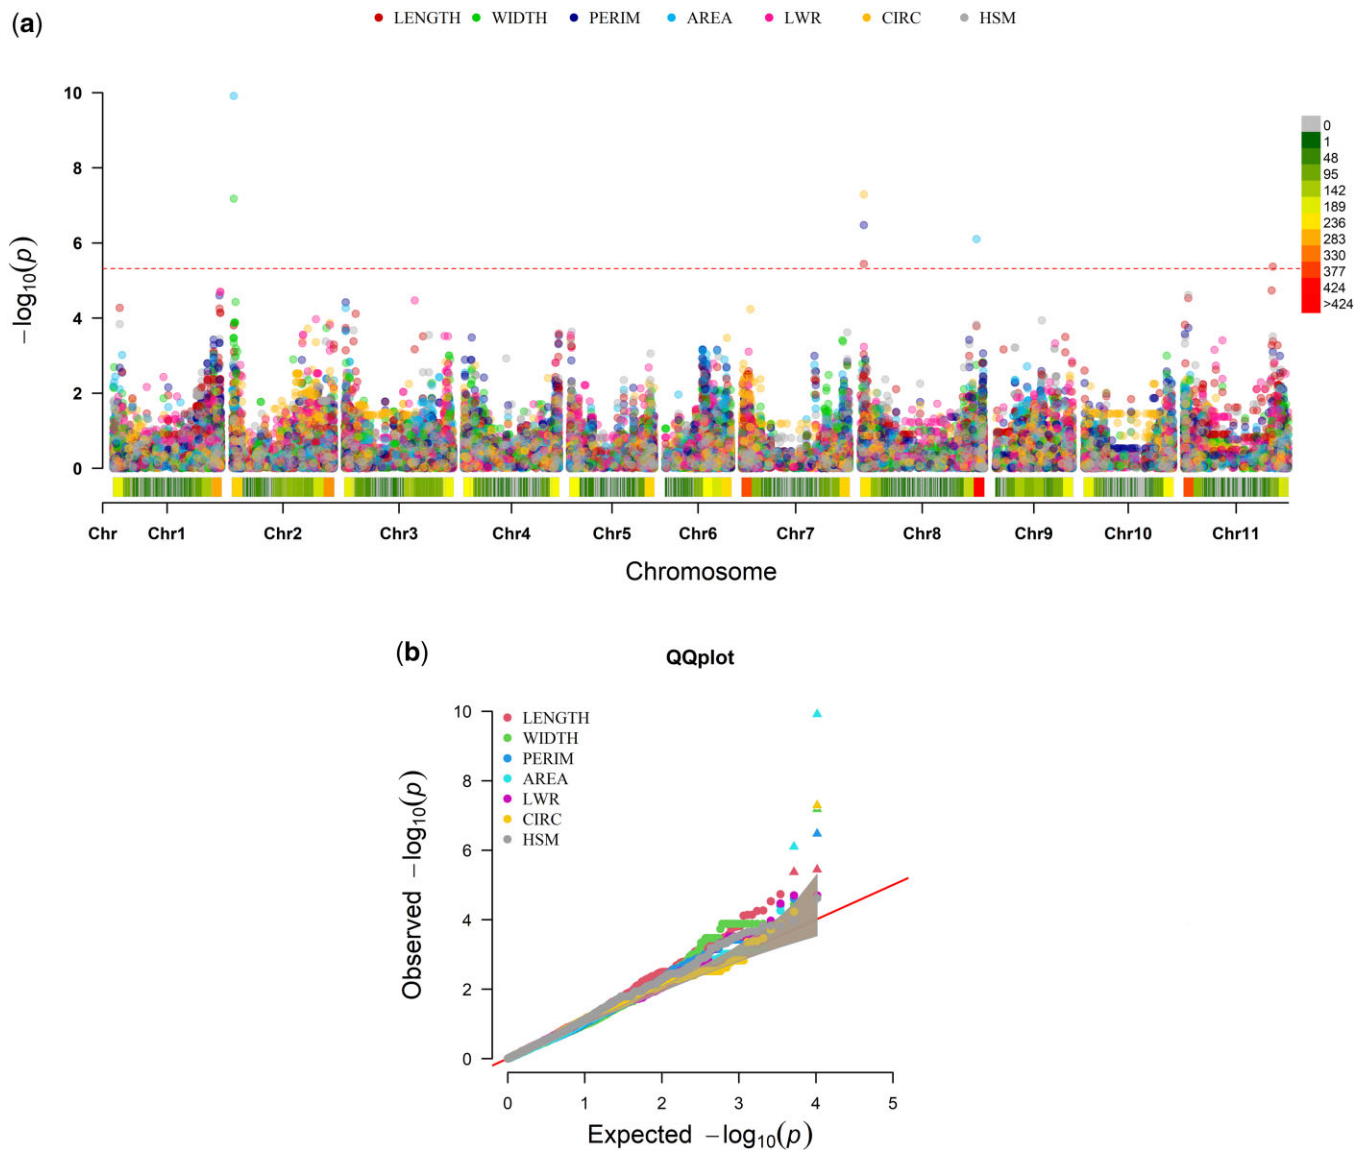 (a)
LENGTH WIDTH PERIM AREA LWR CIRC HSM
10
8
6
4
2
0
−log10(p)
0
1
48
95
142
189
236
283
330
377
424
>424
Chr Chr1 Chr2 Chr3 Chr4 Chr5 Chr6 Chr7 Chr8 Chr9 Chr10 Chr11
Chromosome
(b)
QQplot
LENGTH
WIDTH
PERIM
AREA
LWR
CIRC
HSM
10
8
6
4
2
0
Observed −log10(p)
0 1 2 3 4 5
Expected −log10(p)